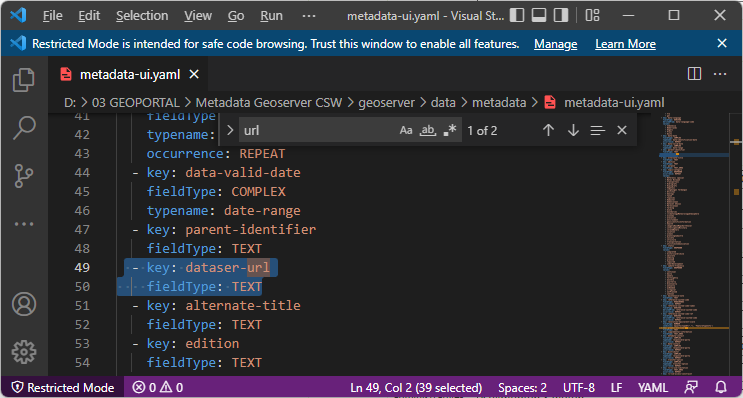 File Edit Selection View Go Run ··· metadata-ui.yaml - Visual St...
Restricted Mode is intended for safe code browsing. Trust this window to enable all features. Manage Learn More
metadata-ui.yaml
D: > 03 GEOPORTAL > Metadata Geoserver CSW > geoserver > data > metadata > metadata-ui.yaml
url Aa ab 1 of 2
41 fieldType
42 typename:
43 occurrence: REPEAT
44 - key: data-valid-date
45 fieldType: COMPLEX
46 typename: date-range
47 - key: parent-identifier
48 fieldType: TEXT
49 - key: dataser-url
50 fieldType: TEXT
51 - key: alternate-title
52 fieldType: TEXT
53 - key: edition
54 fieldType: TEXT
Restricted Mode 0 0 Ln 49, Col 2 (39 selected) Spaces: 2 UTF-8 LF YAML